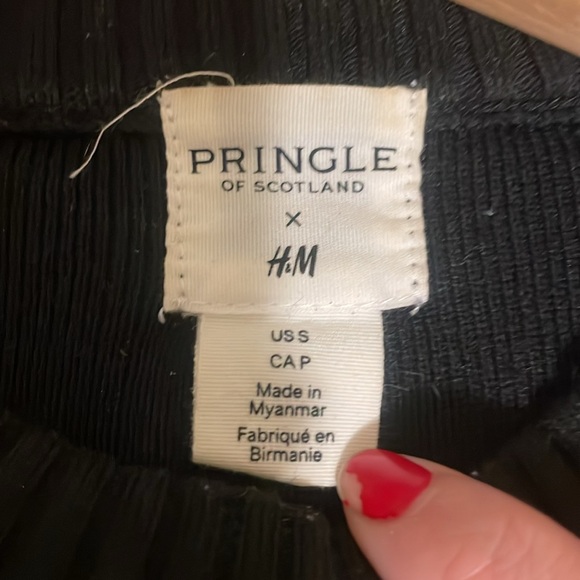 PRINGLE
OF SCOTLAND
X
H&M
US S
CA P
Made in
Myanmar
Fabriqué en
Birmanie